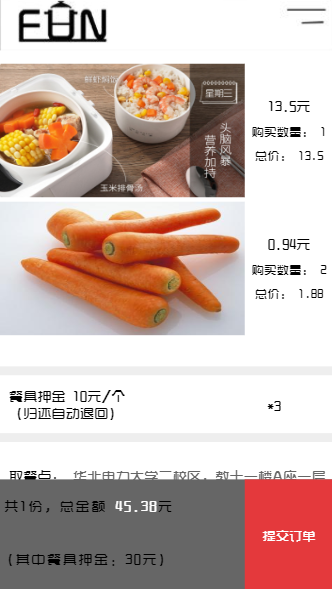 FUN
鲜虾焖饭
星期三
头脑风暴
营养加持
玉米排骨汤
13.5元
购买数量： 1
总价： 13.5
0.94元
购买数量： 2
总价： 1.88
餐具押金 10元/个
（归还自动退回）
*3
取餐点： 华北电力大学二校区，教十一楼A座一层
共1份，总金额 45.38元
（其中餐具押金：30元）
提交订单